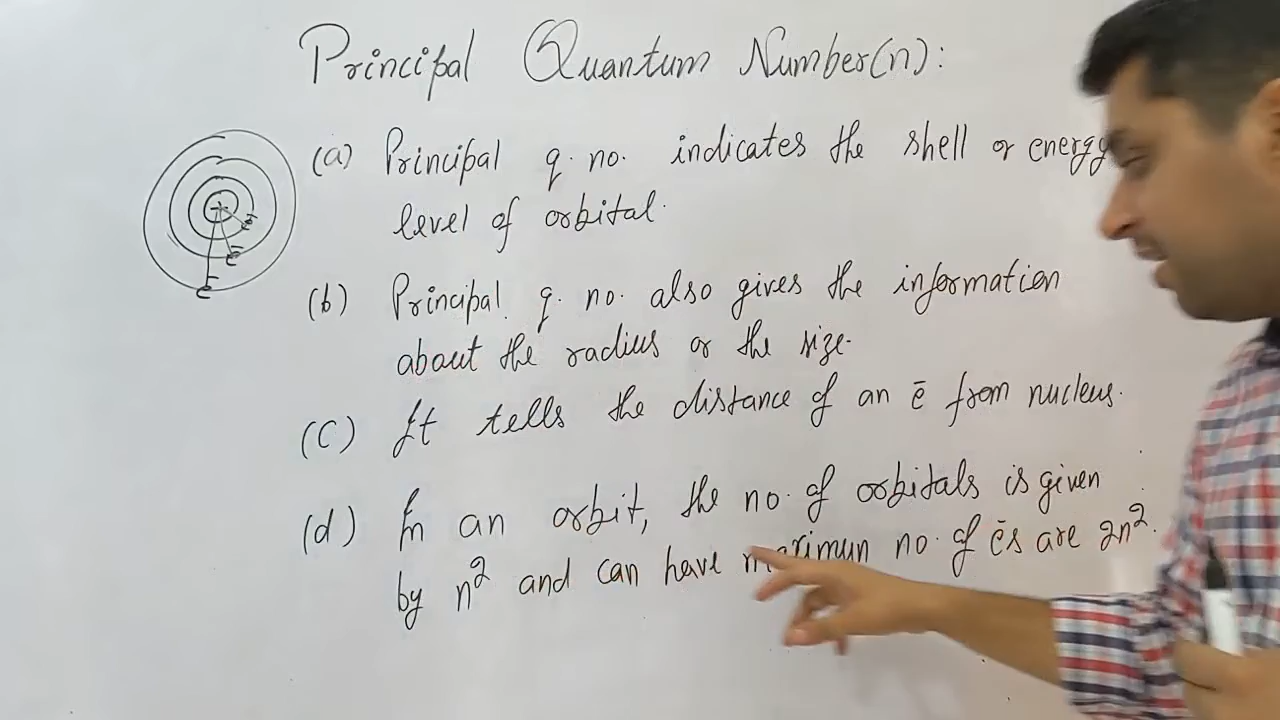 Principal Quantum Number(n):
(a) Principal q. no. indicates the shell or energy
level of orbital.
(b) Principal. q. no. also gives the information
about the radius or the size.
(C) It tells the distance of an ē from nucleus.
(d) In an orbit, the no. of orbitals is given
by n² and can have maximum no. of ēs are 2n².
e
e
e